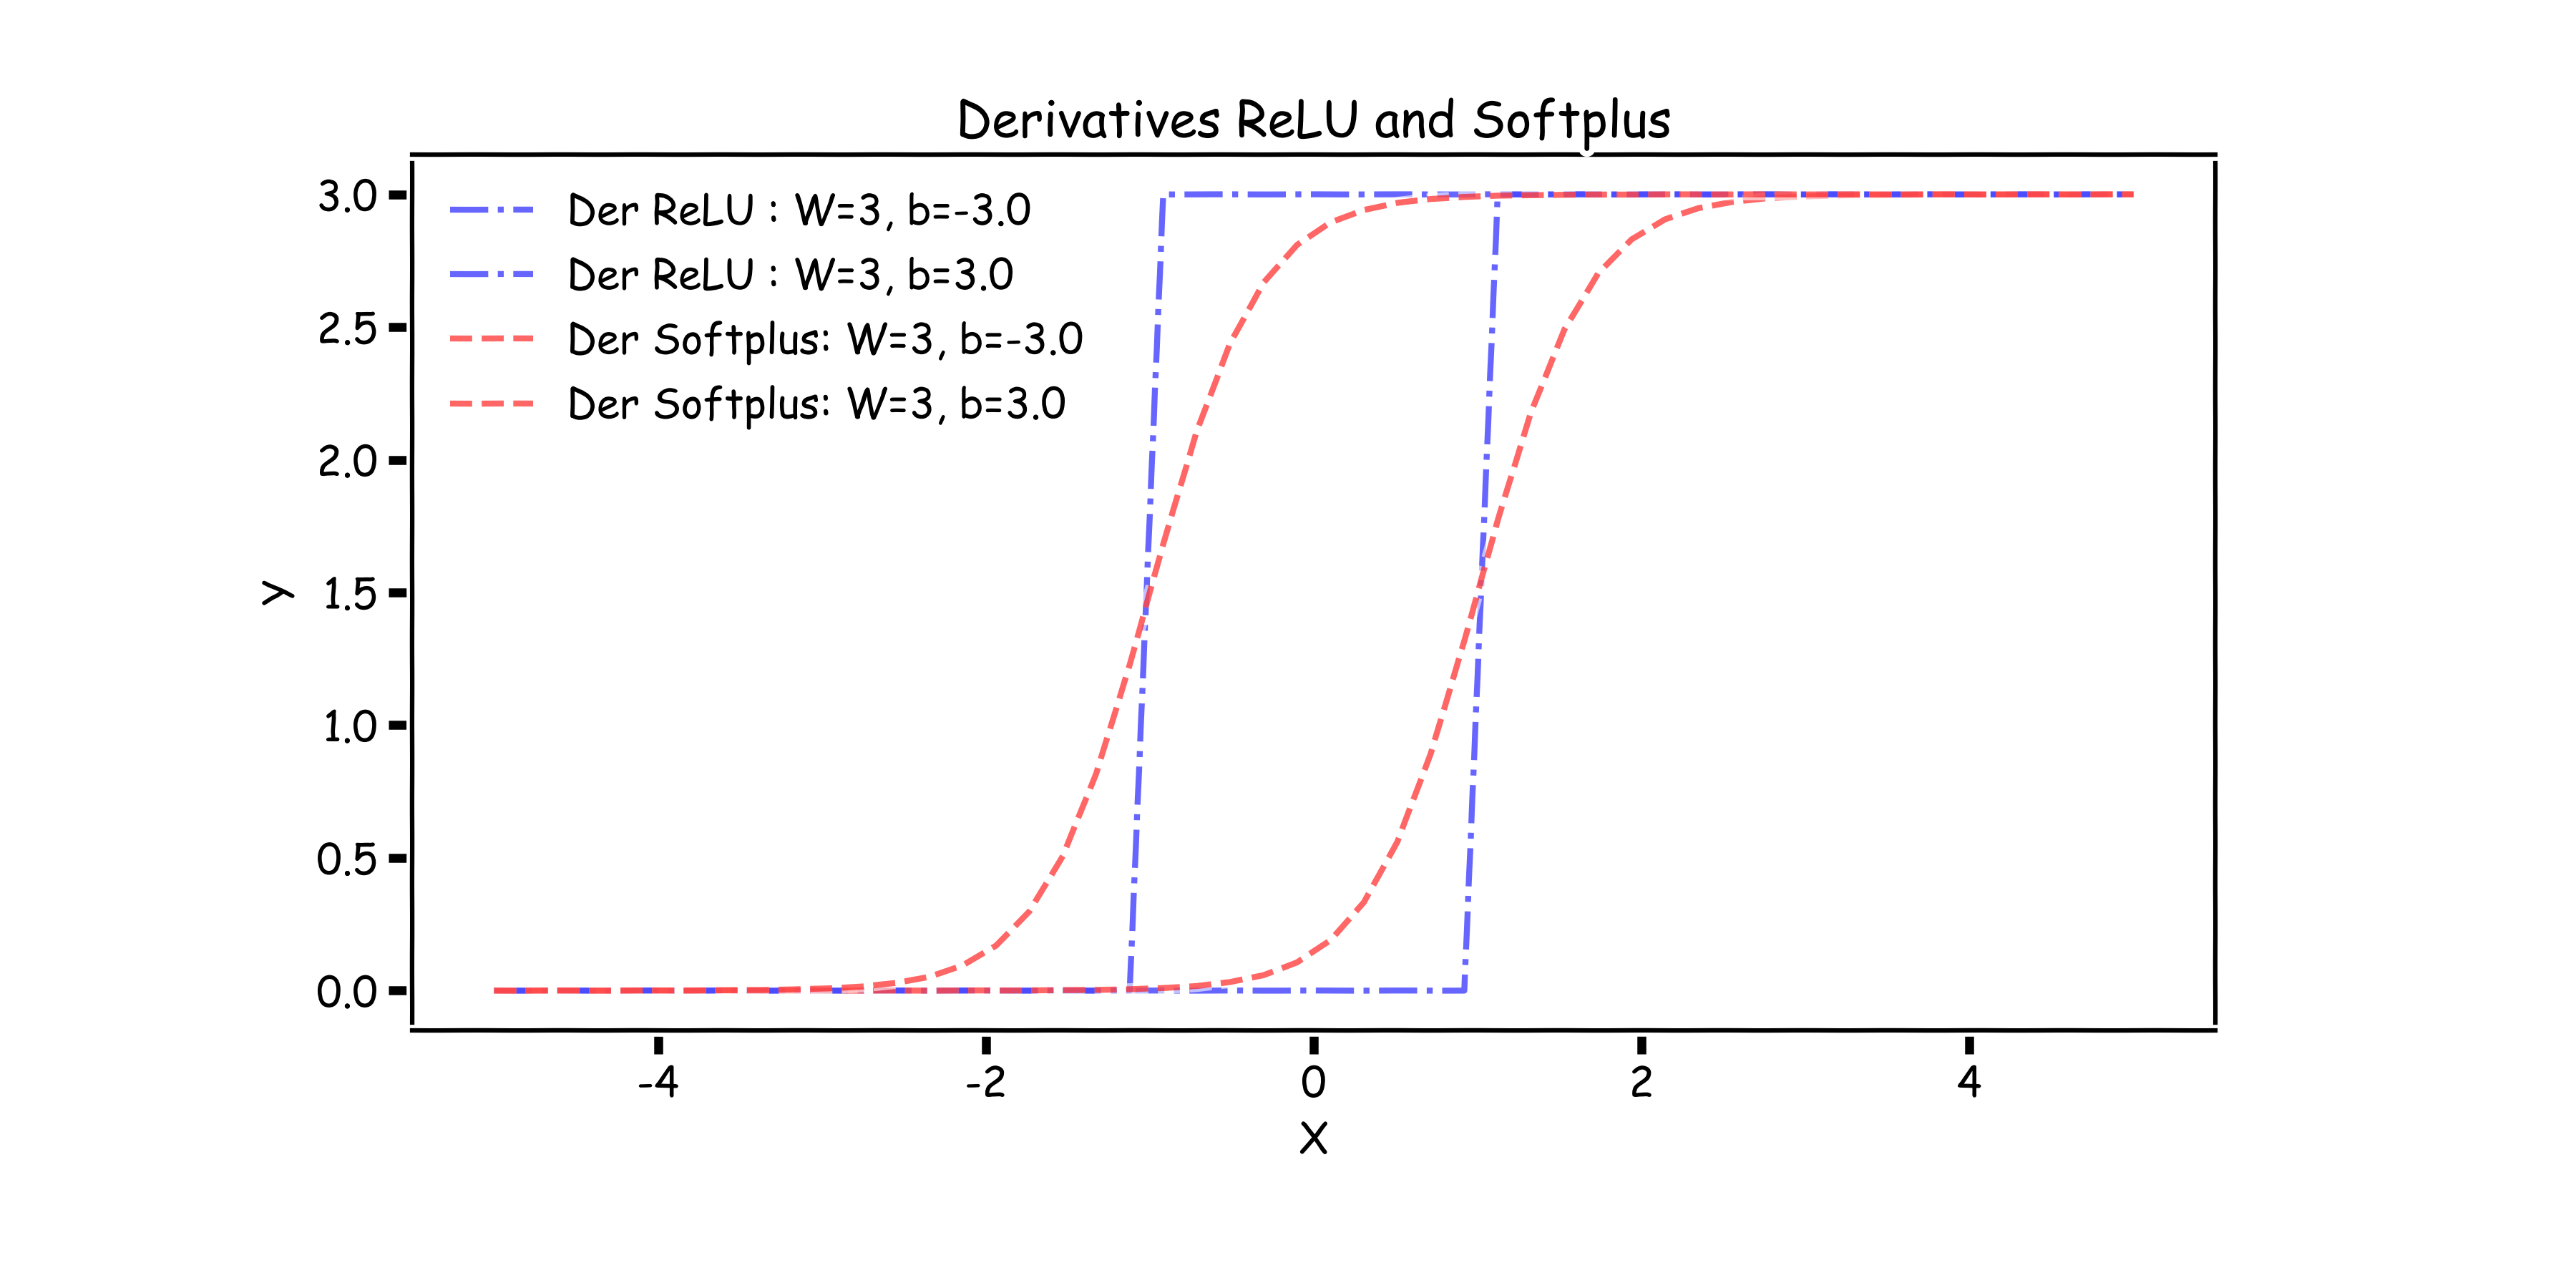 Derivatives ReLU and Softplus
Der ReLU : W=3, b=-3.0
Der ReLU : W=3, b=3.0
Der Softplus: W=3, b=-3.0
Der Softplus: W=3, b=3.0
3.0
2.5
2.0
1.5
1.0
0.5
0.0
y
-4 -2 0 2 4
X